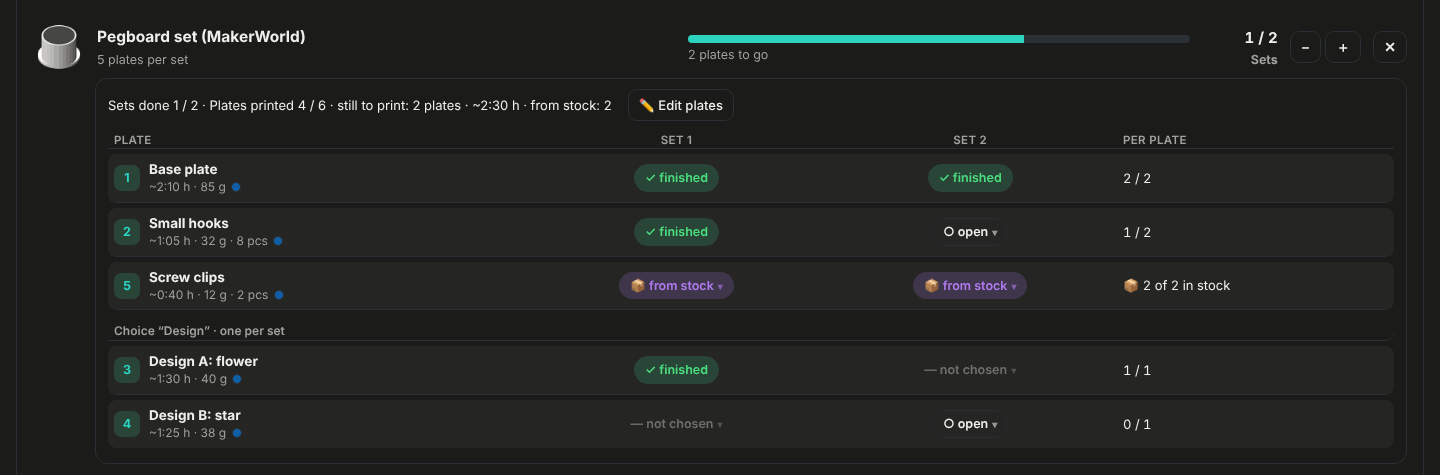 Pegboard set (MakerWorld)
5 plates per set
2 plates to go
1 / 2
Sets
− + ✕
Sets done 1 / 2 · Plates printed 4 / 6 · still to print: 2 plates · ~2:30 h · from stock: 2 ✏️ Edit plates
PLATE SET 1 SET 2 PER PLATE
1 Base plate ✓ finished ✓ finished 2 / 2
~2:10 h · 85 g
2 Small hooks ✓ finished ○ open ▾ 1 / 2
~1:05 h · 32 g · 8 pcs
5 Screw clips 📦 from stock ▾ 📦 from stock ▾ 📦 2 of 2 in stock
~0:40 h · 12 g · 2 pcs
Choice “Design” · one per set
3 Design A: flower ✓ finished — not chosen ▾ 1 / 1
~1:30 h · 40 g
4 Design B: star — not chosen ▾ ○ open ▾ 0 / 1
~1:25 h · 38 g